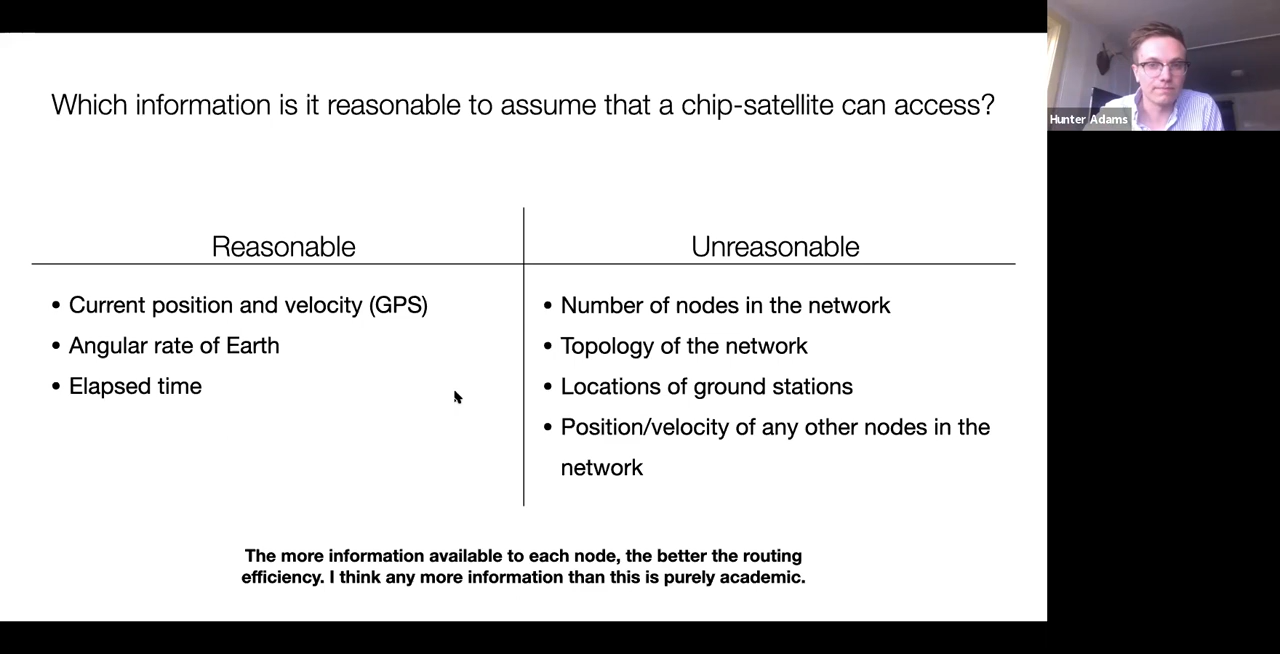 Which information is it reasonable to assume that a chip-satellite can access?
Hunter Adams
Reasonable
Unreasonable
• Current position and velocity (GPS)
• Angular rate of Earth
• Elapsed time
• Number of nodes in the network
• Topology of the network
• Locations of ground stations
• Position/velocity of any other nodes in the
network
The more information available to each node, the better the routing
efficiency. I think any more information than this is purely academic.